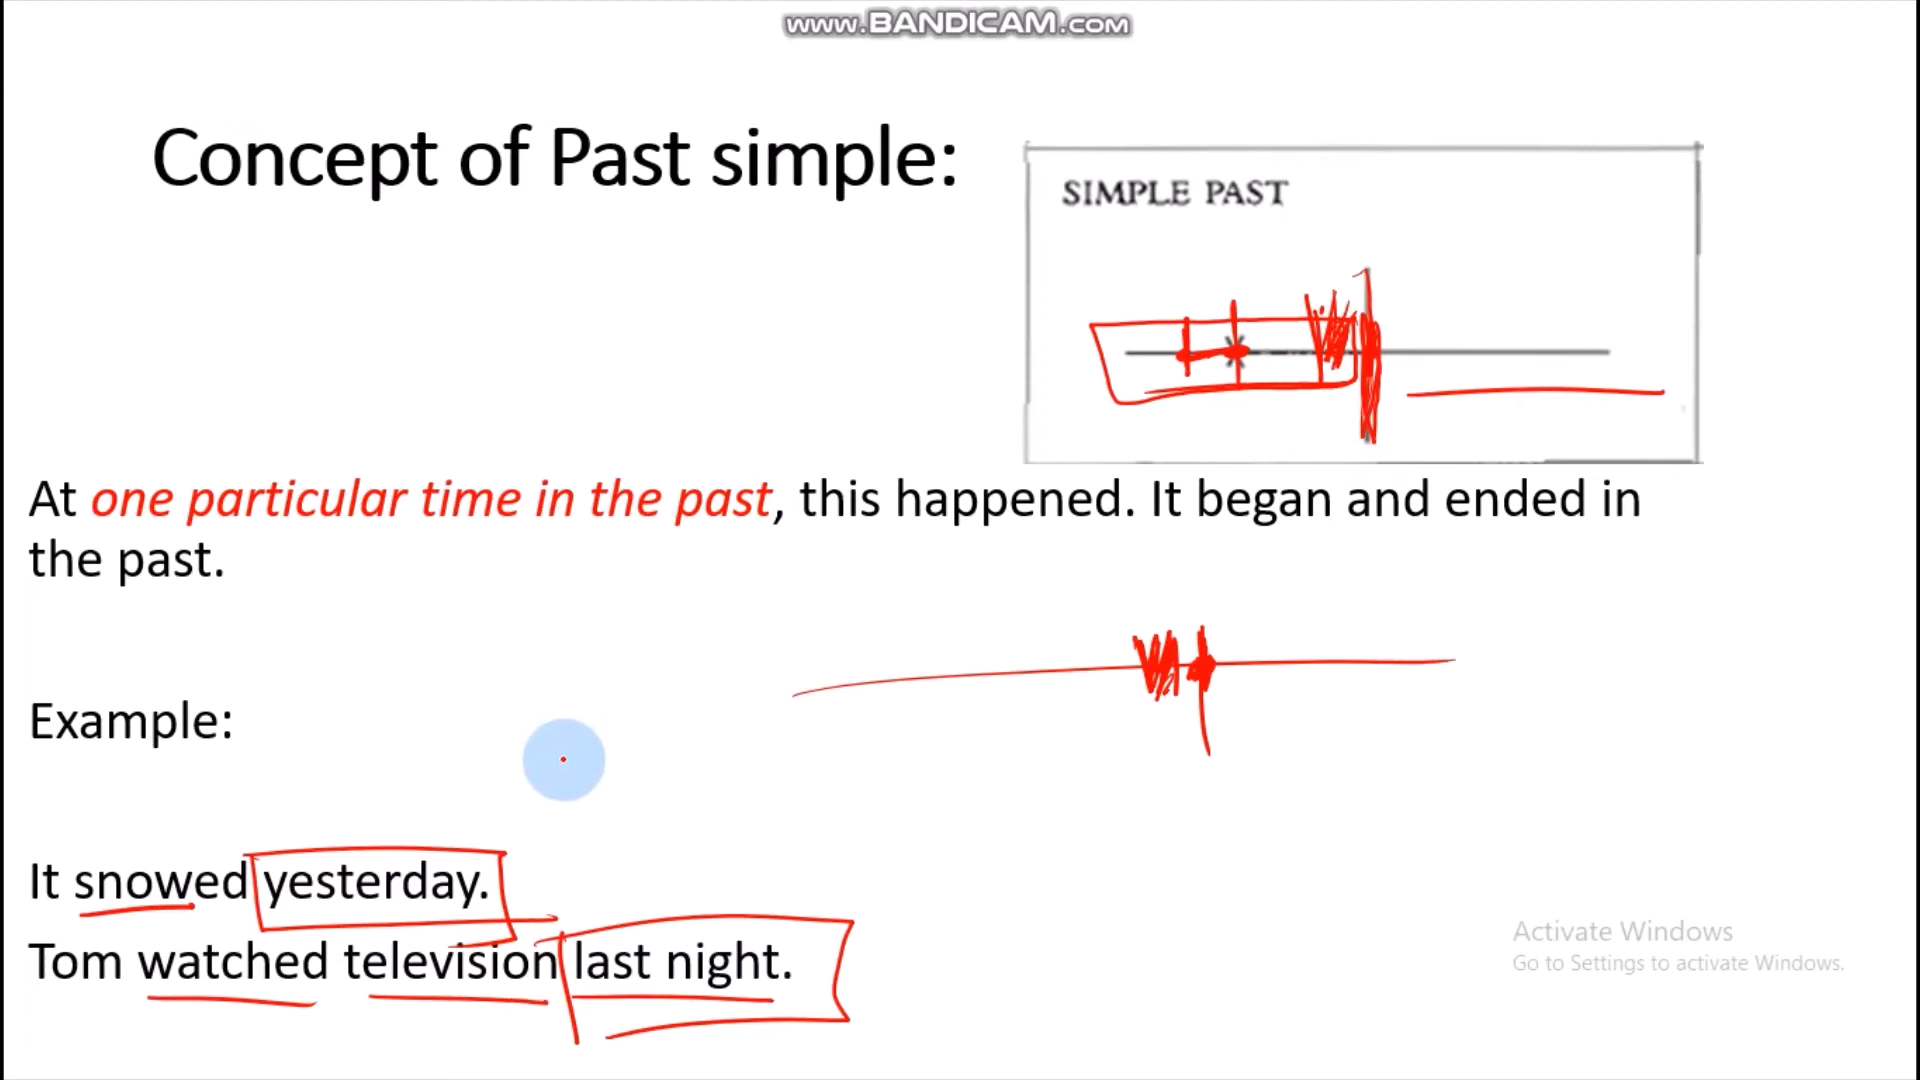 www.BANDICAM.com
Concept of Past simple:
SIMPLE PAST
At one particular time in the past, this happened. It began and ended in
the past.
Example:
It snowed yesterday.
Tom watched television last night.
Activate Windows
Go to Settings to activate Windows.